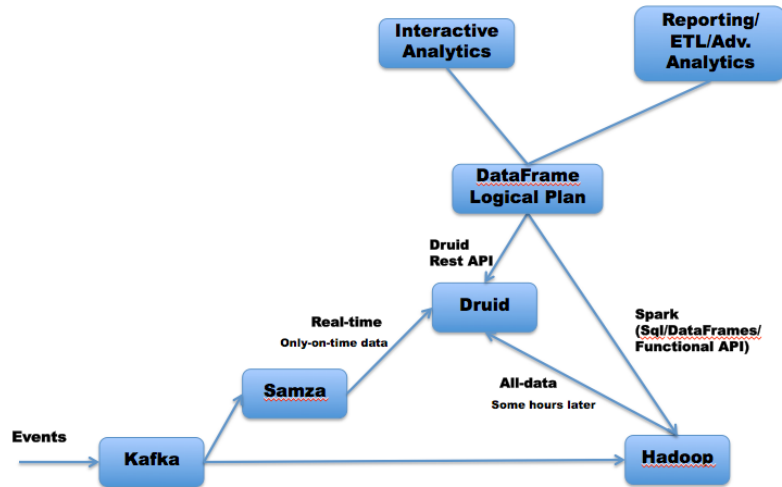 Interactive
Analytics
Reporting/
ETL/Adv.
Analytics
DataFrame
Logical Plan
Druid
Rest API
Druid
Real-time
Only-on-time data
Spark
(Sql/DataFrames/
Functional API)
All-data
Some hours later
Samza
Events
Kafka
Hadoop